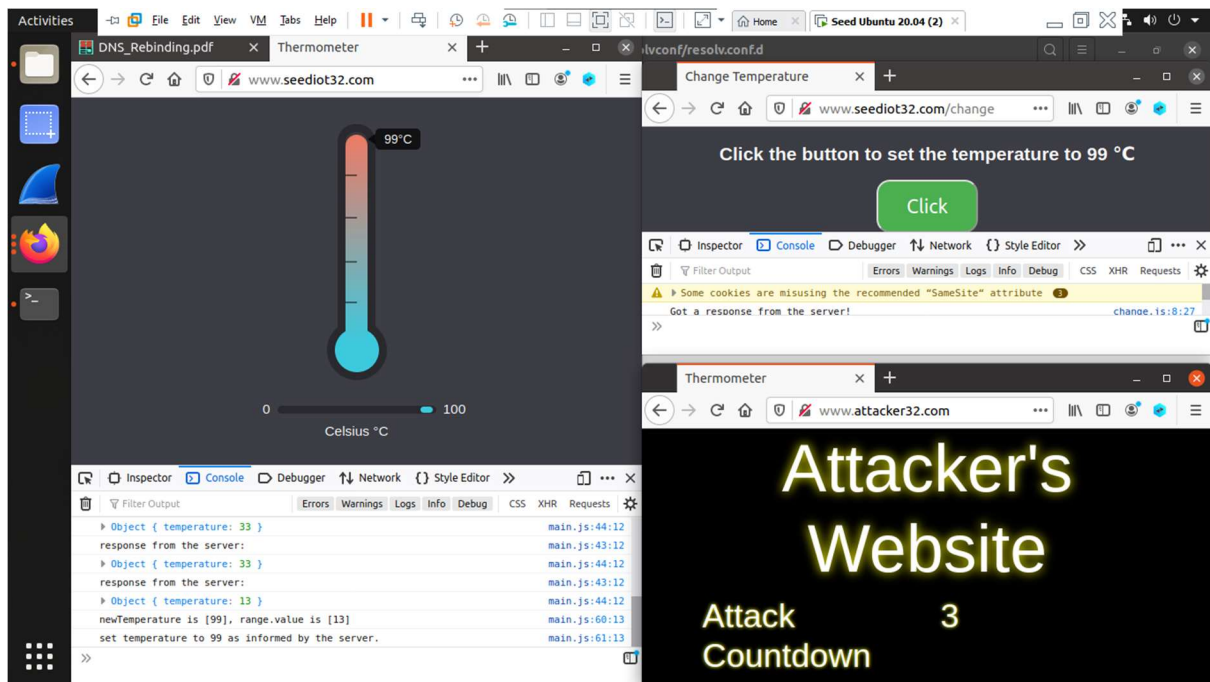 Activities
File Edit View VM Tabs Help
Home
Seed Ubuntu 20.04 (2)
DNS_Rebinding.pdf
Thermometer
www.seediot32.com
99°C
0
100
Celsius °C
Inspector Console Debugger Network Style Editor
Filter Output
Errors Warnings Logs Info Debug CSS XHR Requests
Object { temperature: 33 } main.js:44:12
response from the server: main.js:43:12
Object { temperature: 33 } main.js:44:12
response from the server: main.js:43:12
Object { temperature: 13 } main.js:44:12
newTemperature is [99], range.value is [13] main.js:60:13
set temperature to 99 as informed by the server. main.js:61:13
lvconf/resolv.conf.d
Change Temperature
www.seediot32.com/change
Click the button to set the temperature to 99 °C
Click
Inspector Console Debugger Network Style Editor
Filter Output
Errors Warnings Logs Info Debug CSS XHR Requests
Some cookies are misusing the recommended “SameSite“ attribute 3
Got a response from the server! change.js:8:27
Thermometer
www.attacker32.com
Attacker's
Website
Attack 3
Countdown